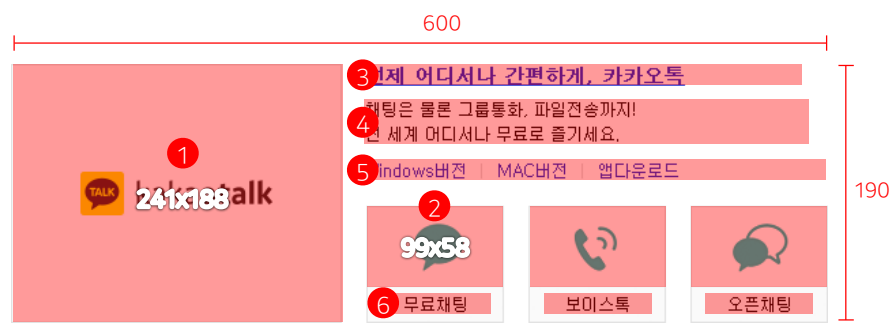 600
190
1
TALK
talk
241x188
3
어디서나 간편하게, 카카오톡
4
채팅은 물론 그룹통화, 파일전송까지!
전 세계 어디서나 무료로 즐기세요.
5
Windows버전 | MAC버전 | 앱다운로드
2
99x58
6 무료채팅
보이스톡
오픈채팅